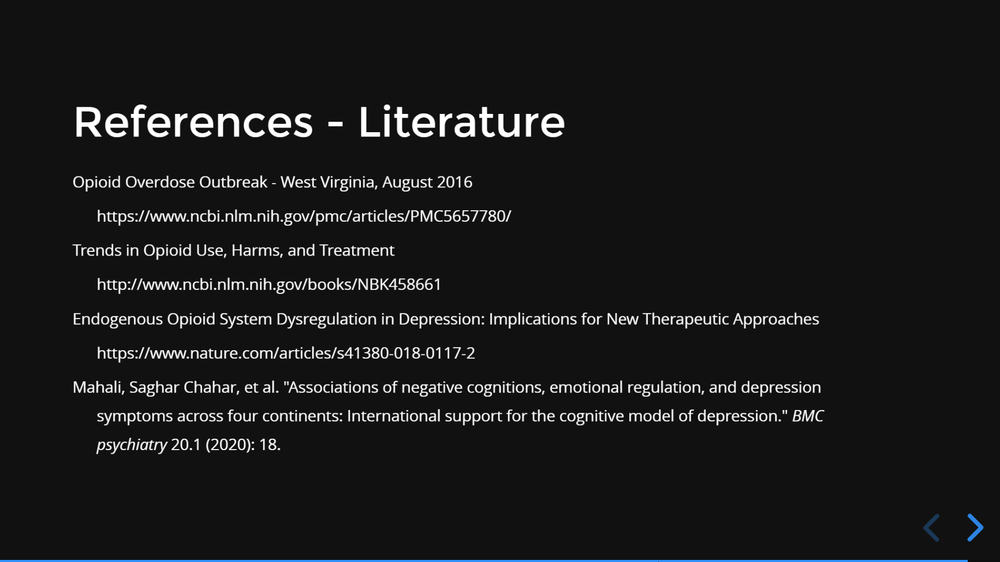 References - Literature
Opioid Overdose Outbreak - West Virginia, August 2016
https://www.ncbi.nlm.nih.gov/pmc/articles/PMC5657780/
Trends in Opioid Use, Harms, and Treatment
http://www.ncbi.nlm.nih.gov/books/NBK458661
Endogenous Opioid System Dysregulation in Depression: Implications for New Therapeutic Approaches
https://www.nature.com/articles/s41380-018-0117-2
Mahali, Saghar Chahar, et al. "Associations of negative cognitions, emotional regulation, and depression
symptoms across four continents: International support for the cognitive model of depression." BMC
psychiatry 20.1 (2020): 18.